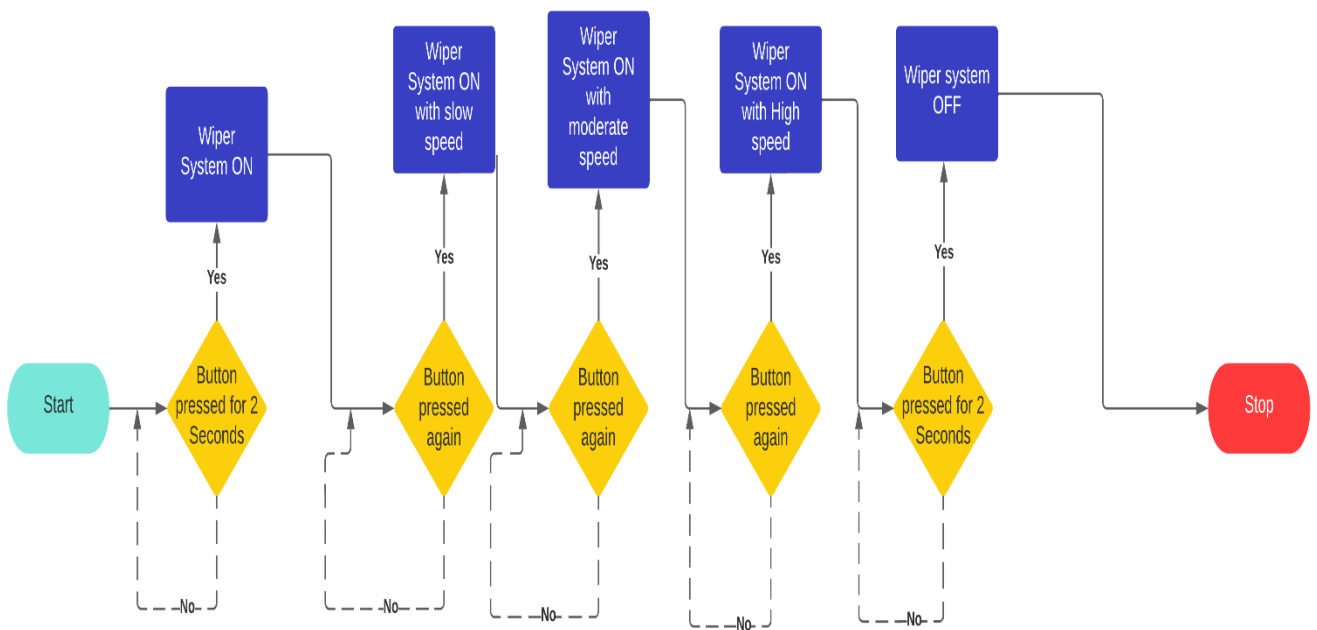 Start
Button
pressed for 2
Seconds
Yes
No
Wiper
System ON
Button
pressed
again
Yes
No
Wiper
System ON
with slow
speed
Button
pressed
again
Yes
No
Wiper
System ON
with
moderate
speed
Button
pressed
again
Yes
No
Wiper
System ON
with High
speed
Button
pressed for 2
Seconds
Yes
No
Wiper system
OFF
Stop